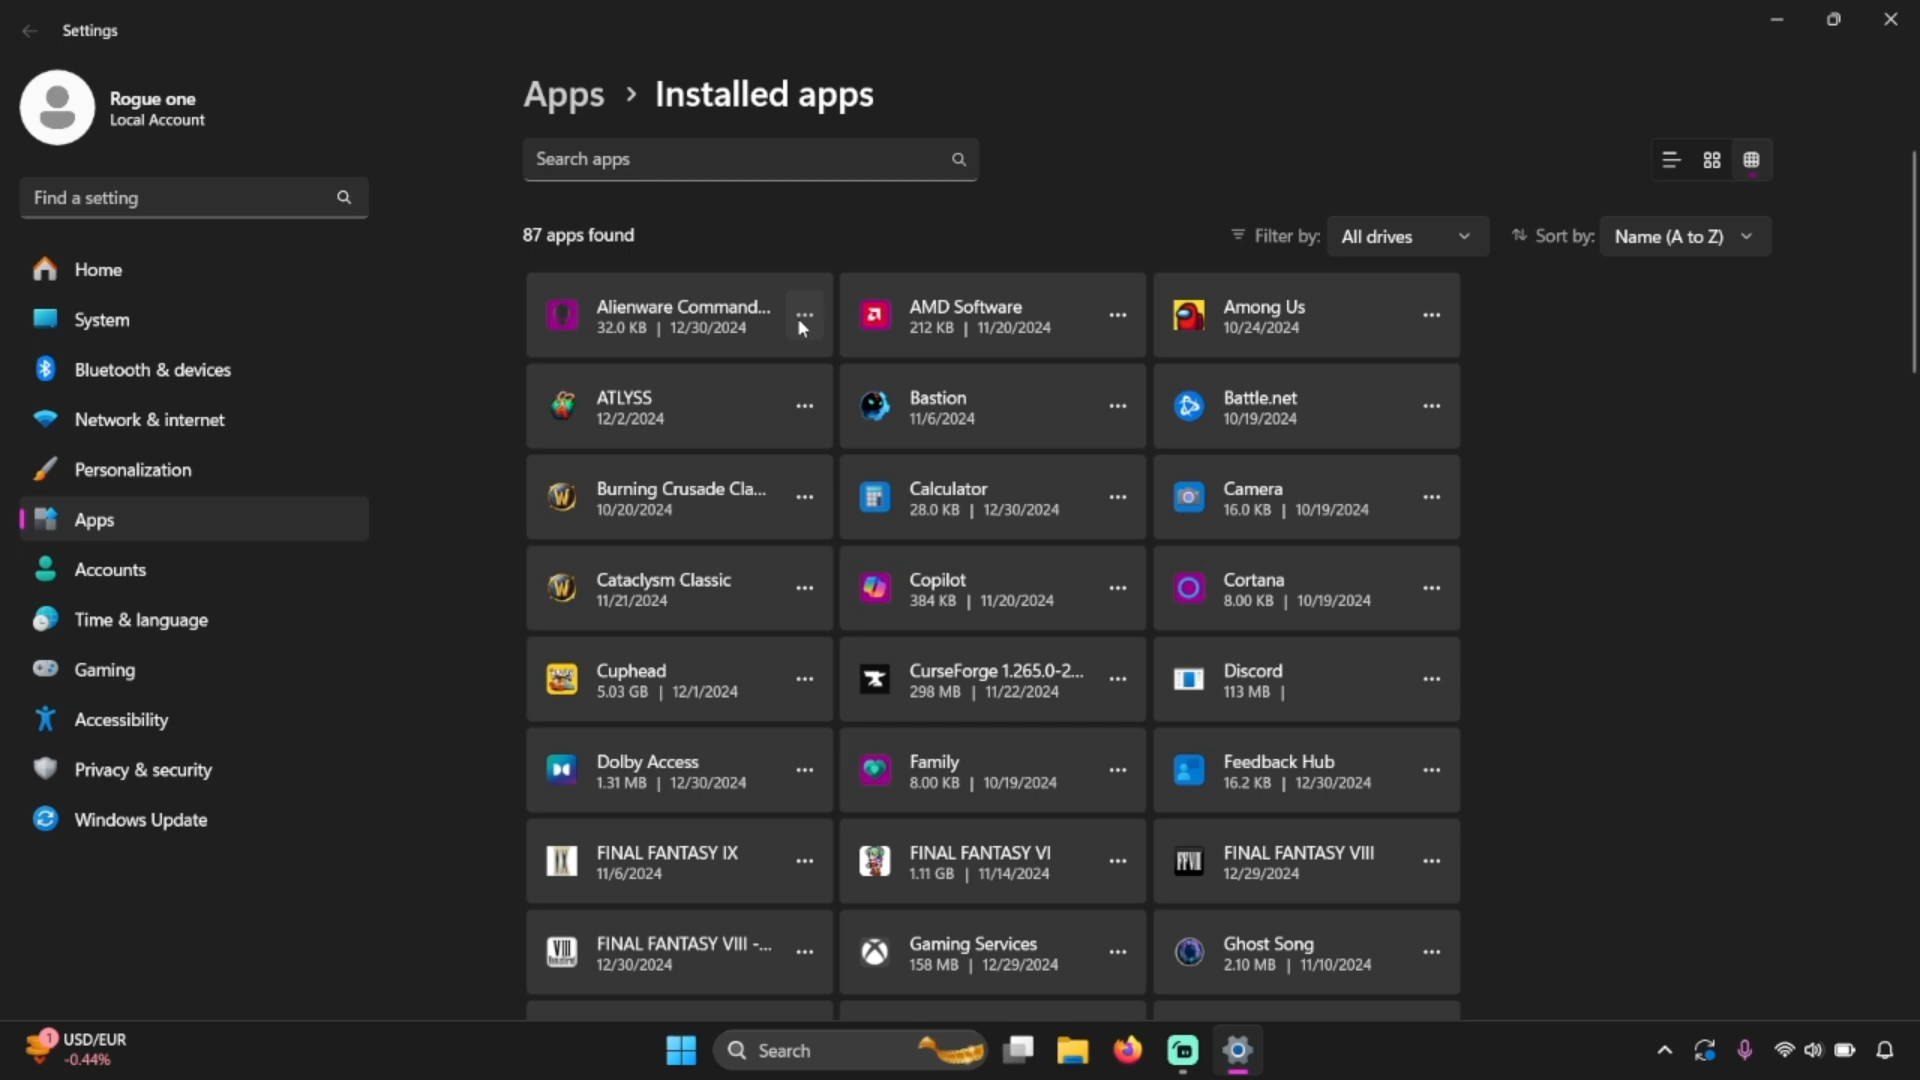 Settings
Rogue one
Local Account
Find a setting
Home
System
Bluetooth & devices
Network & internet
Personalization
Apps
Accounts
Time & language
Gaming
Accessibility
Privacy & security
Windows Update
Apps > Installed apps
Search apps
87 apps found
Filter by: All drives
Sort by: Name (A to Z)
Alienware Command...
32.0 KB | 12/30/2024
AMD Software
212 KB | 11/20/2024
Among Us
10/24/2024
ATLYSS
12/2/2024
Bastion
11/6/2024
Battle.net
10/19/2024
Burning Crusade Cla...
10/20/2024
Calculator
28.0 KB | 12/30/2024
Camera
16.0 KB | 10/19/2024
Cataclysm Classic
11/21/2024
Copilot
384 KB | 11/20/2024
Cortana
8.00 KB | 10/19/2024
Cuphead
5.03 GB | 12/1/2024
CurseForge 1.265.0-2...
298 MB | 11/22/2024
Discord
113 MB |
Dolby Access
1.31 MB | 12/30/2024
Family
8.00 KB | 10/19/2024
Feedback Hub
16.2 KB | 12/30/2024
FINAL FANTASY IX
11/6/2024
FINAL FANTASY VI
1.11 GB | 11/14/2024
FINAL FANTASY VIII
12/29/2024
FINAL FANTASY VIII -...
12/30/2024
Gaming Services
158 MB | 12/29/2024
Ghost Song
2.10 MB | 11/10/2024
1
USD/EUR
-0.44%
Search